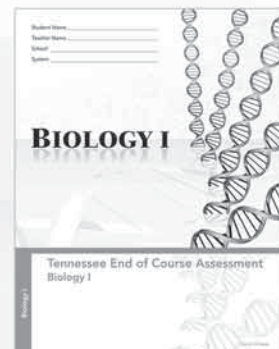 Student Name
Teacher Name
School
System
BIOLOGY I
Tennessee End of Course Assessment
Biology I
Biology I